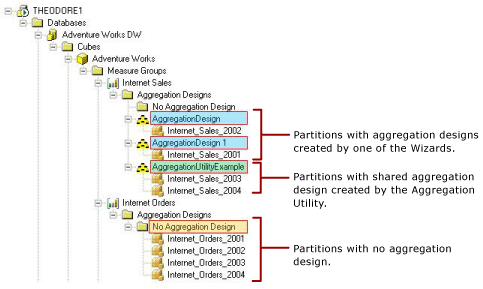 THEODORE1
Databases
Adventure Works DW
Cubes
Adventure Works
Measure Groups
Internet Sales
Aggregation Designs
No Aggregation Design
AggregationDesign
Internet_Sales_2002
AggregationDesign 1
Internet_Sales_2001
AggregationUtilityExample
Internet_Sales_2003
Internet_Sales_2004
Internet Orders
Aggregation Designs
No Aggregation Design
Internet_Orders_2001
Internet_Orders_2002
Internet_Orders_2003
Internet_Orders_2004
Partitions with aggregation designs
created by one of the Wizards.
Partitions with shared aggregation
design created by the Aggregation
Utility.
Partitions with no aggregation
design.